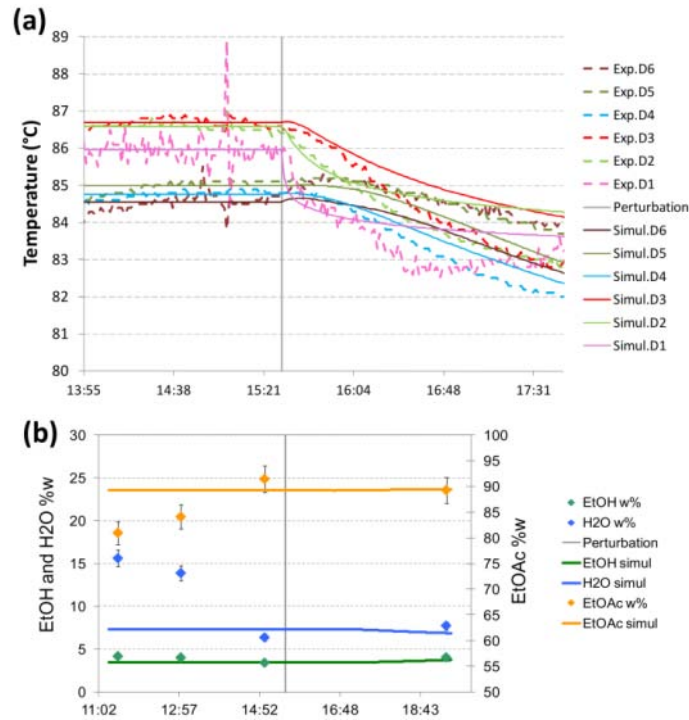 (a)
89
88
87
86
85
84
83
82
81
80
Temperature (°C)
13:55 14:38 15:21 16:04 16:48 17:31
Exp.D6
Exp.D5
Exp.D4
Exp.D3
Exp.D2
Exp.D1
Perturbation
Simul.D6
Simul.D5
Simul.D4
Simul.D3
Simul.D2
Simul.D1
(b)
30
25
20
15
10
5
0
EtOH and H2O %w
100
95
90
85
80
75
70
65
60
55
50
EtOAc %w
11:02 12:57 14:52 16:48 18:43
EtOH w%
H2O w%
Perturbation
EtOH simul
H2O simul
EtOAc w%
EtOAc simul